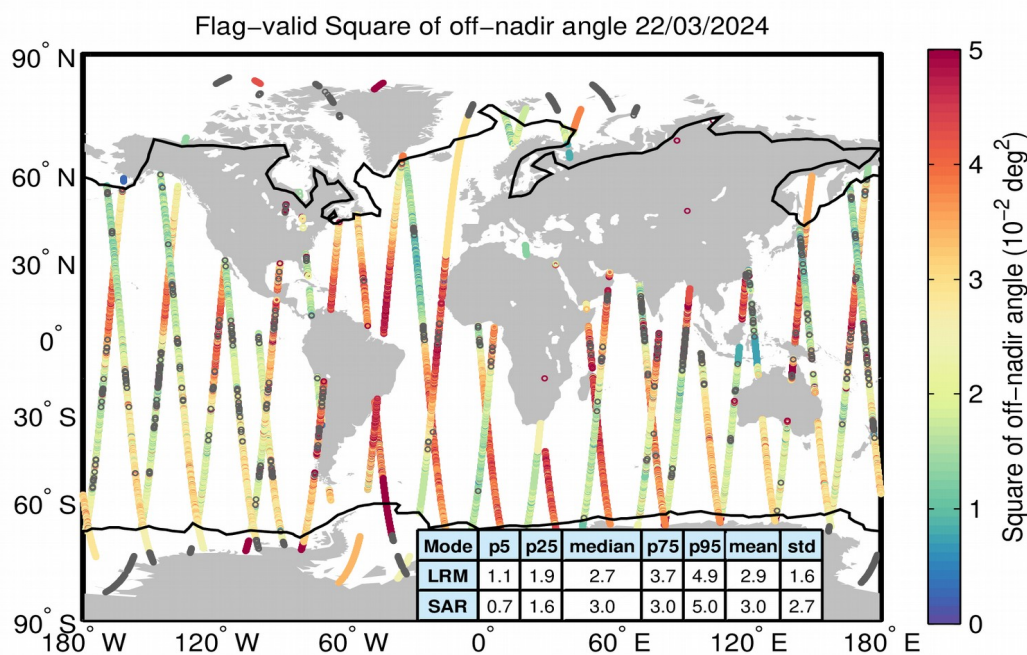 Flag-valid Square of off-nadir angle 22/03/2024
90° N
60° N
30° N
0°
30° S
60° S
90° S
180° W
120° W
60° W
0°
60° E
120° E
180° E
Mode p5 p25 median p75 p95 mean std
LRM 1.1 1.9 2.7 3.7 4.9 2.9 1.6
SAR 0.7 1.6 3.0 3.0 5.0 3.0 2.7
5
4
3
2
1
0
Square of off-nadir angle (10⁻² deg²)